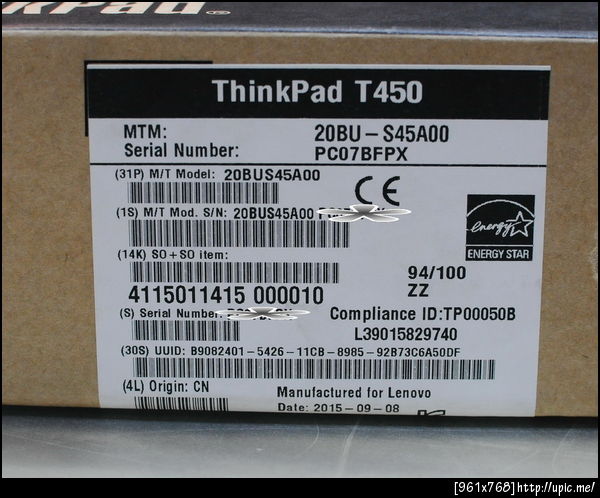 ThinkPad
ThinkPad T450
MTM: 20BU-S45A00
Serial Number: PC07BFPX
(31P) M/T Model: 20BUS45A00
(1S) M/T Mod. S/N: 20BUS45A00
CE
energy
ENERGY STAR
(14K) SO+SO item:
94/100
ZZ
4115011415 000010
(S) Serial Number
Compliance ID:TP00050B
L39015829740
(30S) UUID: B9082401-5426-11CB-8985-92B73C6A50DF
(4L) Origin: CN
Manufactured for Lenovo
Date: 2015-09-08
[961x768]http://upic.me/